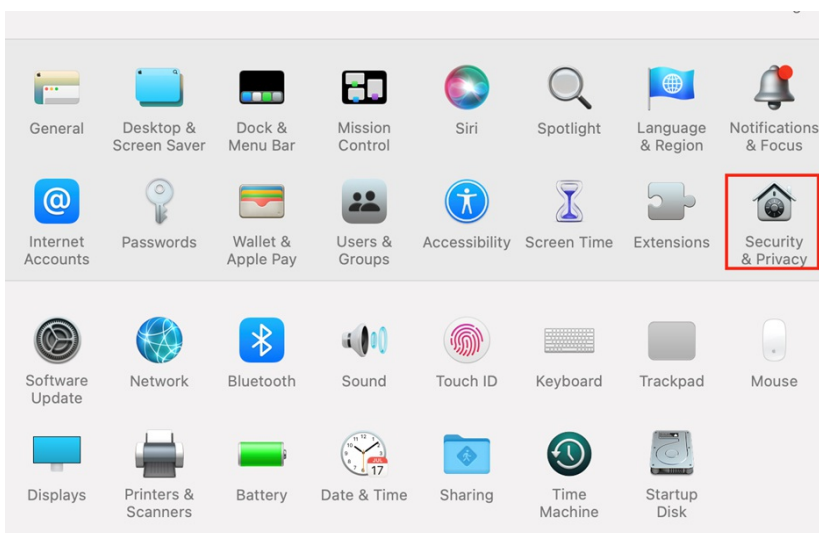 General
Desktop &
Screen Saver
Dock &
Menu Bar
Mission
Control
Siri
Spotlight
Language
& Region
Notifications
& Focus
Internet
Accounts
Passwords
Wallet &
Apple Pay
Users &
Groups
Accessibility
Screen Time
Extensions
Security
& Privacy
Software
Update
Network
Bluetooth
Sound
Touch ID
Keyboard
Trackpad
Mouse
Displays
Printers &
Scanners
Battery
JUL
17
Date & Time
Sharing
Time
Machine
Startup
Disk